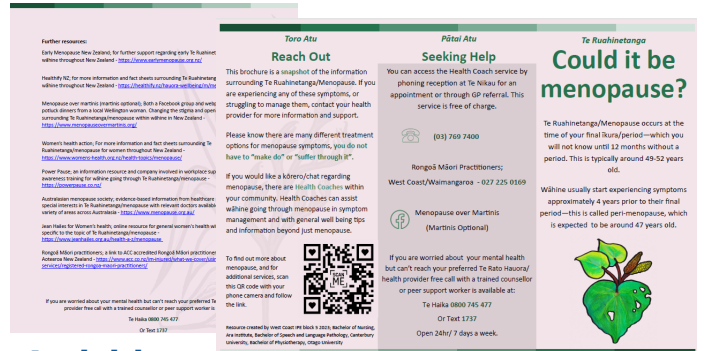 Further resources:
Early Menopause New Zealand; for further support regarding early Te Ruahinet
wāhine throughout New Zealand - https://www.earlymenopause.org.nz/
Healthify NZ; for more information and fact sheets surrounding Te Ruahinetang
wāhine throughout New Zealand - https://healthify.nz/hauora-wellbeing/m/me
Menopause over martinis (martinis optional); Both a Facebook group and webp
potluck dinners from a local Wellington woman. Changing the stigma and open
surrounding Te Ruahinetanga/menopause within wāhine in New Zealand -
https://www.menopauseovermartinis.org/
Women's health action; For more information and fact sheets surrounding Te
Ruahinetanga/menopause for women throughout New Zealand -
https://www.womens-health.org.nz/health-topics/menopause/
Power Pause; an information resource and company involved in workplace sup
awareness training for wāhine going through Te Ruahinetanga/menopause -
https://powerpause.co.nz/
Australasian menopause society; evidence-based information from healthcare
special interests in Te Ruahinetanga/menopause with relevant doctors availabl
variety of areas across Australasia - https://www.menopause.org.au/
Jean Hailes for Women's health; online resource for general women's health wi
specific to the topic of Te Ruahinetanga/menopause -
https://www.jeanhailes.org.au/health-a-z/menopause
Rongoā Māori practitioners, a link to ACC accredited Rongoā Māori practitioner
Aotearoa New Zealand - https://www.acc.co.nz/im-injured/what-we-cover/usin
services/registered-rongoa-maori-practitioners/
If you are worried about your mental health but can't reach your preferred Te
provider free call with a trained counsellor or peer support worker is
Te Haika 0800 745 477
Or Text 1737
Toro Atu
Reach Out
This brochure is a snapshot of the information
surrounding Te Ruahinetanga/Menopause. If you
are experiencing any of these symptoms, or
struggling to manage them, contact your health
provider for more information and support.
Please know there are many different treatment
options for menopause symptoms, you do not
have to "make do" or "suffer through it".
If you would like a kōrero/chat regarding
menopause, there are Health Coaches within
your community. Health Coaches can assist
wāhine going through menopause in symptom
management and with general well being tips
and information beyond just menopause.
To find out more about
menopause, and for
additional services, scan
this QR code with your
phone camera and follow
the link.
SCAN
ME
Resource created by West Coast IPE block 5 2023; Bachelor of Nursing,
Ara Institute, Bachelor of Speech and Language Pathology, Canterbury
University, Bachelor of Physiotherapy, Otago University
Pātai Atu
Seeking Help
You can access the Health Coach service by
phoning reception at Te Nikau for an
appointment or through GP referral. This
service is free of charge.
(03) 769 7400
Rongoā Māori Practitioners;
West Coast/Waimangaroa - 027 225 0169
Menopause over Martinis
(Martinis Optional)
If you are worried about your mental health
but can't reach your preferred Te Rato Hauora/
health provider free call with a trained counsellor
or peer support worker is available at:
Te Haika 0800 745 477
Or Text 1737
Open 24hr/ 7 days a week.
Te Ruahinetanga
Could it be
menopause?
Te Ruahinetanga/Menopause occurs at the
time of your final ikura/period—which you
will not know until 12 months without a
period. This is typically around 49-52 years
old.
Wāhine usually start experiencing symptoms
approximately 4 years prior to their final
period—this is called peri-menopause, which
is expected to be around 47 years old.